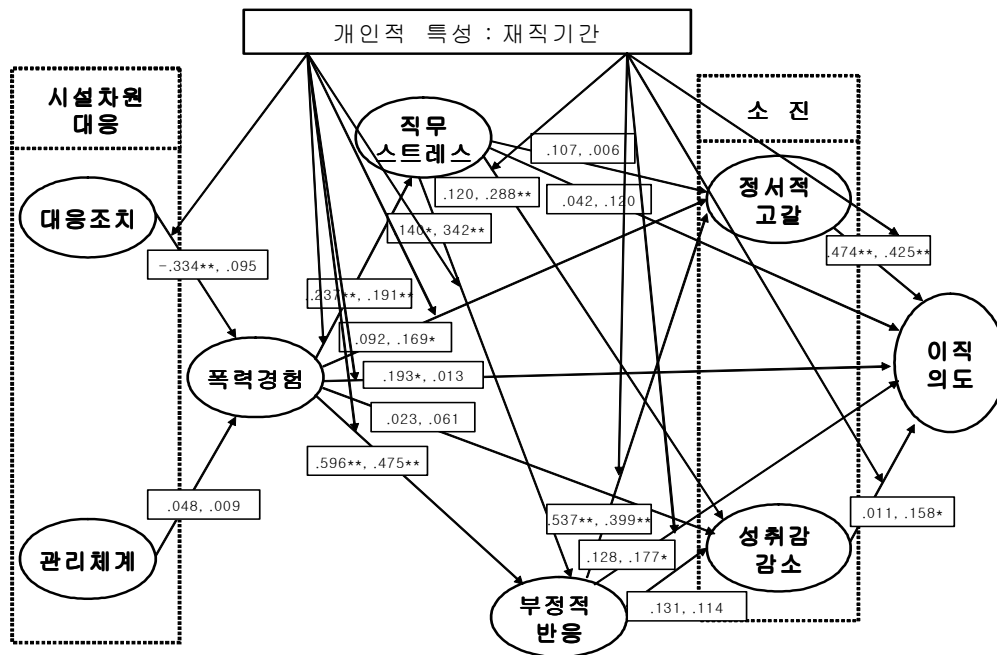 개인적 특성 : 재직기간
시설차원
대응
직무
스트레스
소 진
.107, .006
정서적
고갈
.120, .288**
.042, .120
대응조치
.140*, .342**
.474**, .425**
-.334**, .095
.237**, .191**
.092, .169*
이직
의도
폭력경험
.193*, .013
.023, .061
.596**, .475**
.048, .009
.537**, .399**
.011, .158*
.128, .177*
성취감
감소
관리체계
부정적
반응
.131, .114